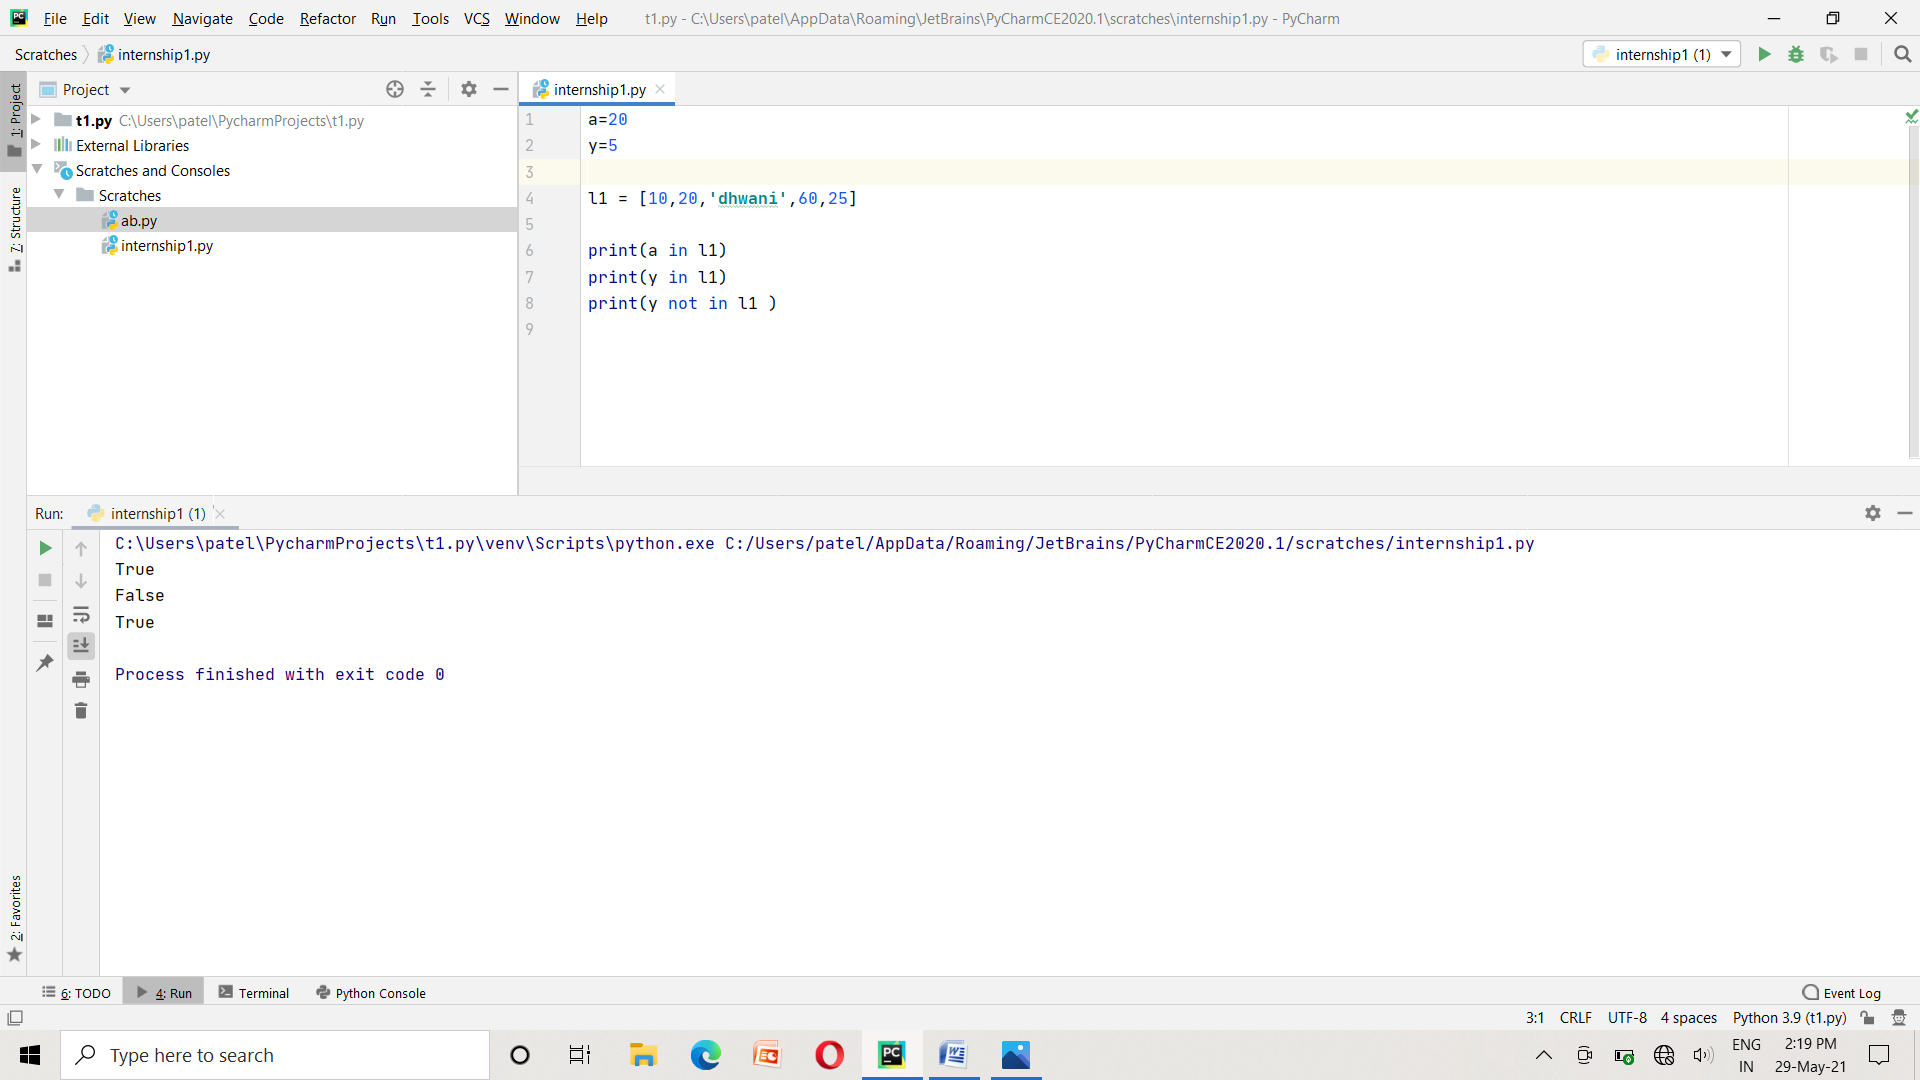 File Edit View Navigate Code Refactor Run Tools VCS Window Help t1.py - C:\Users\patel\AppData\Roaming\JetBrains\PyCharmCE2020.1\scratches\internship1.py - PyCharm
Scratches internship1.py internship1 (1)
Project
internship1.py
1: Project
7: Structure
2: Favorites
t1.py C:\Users\patel\PycharmProjects\t1.py
External Libraries
Scratches and Consoles
Scratches
ab.py
internship1.py
1 a=20
2 y=5
3
4 l1 = [10,20,'dhwani',60,25]
5
6 print(a in l1)
7 print(y in l1)
8 print(y not in l1 )
9
Run: internship1 (1)
C:\Users\patel\PycharmProjects\t1.py\venv\Scripts\python.exe C:/Users/patel/AppData/Roaming/JetBrains/PyCharmCE2020.1/scratches/internship1.py
True
False
True
Process finished with exit code 0
6: TODO 4: Run Terminal Python Console Event Log
3:1 CRLF UTF-8 4 spaces Python 3.9 (t1.py)
Type here to search
ENG
IN
2:19 PM
29-May-21